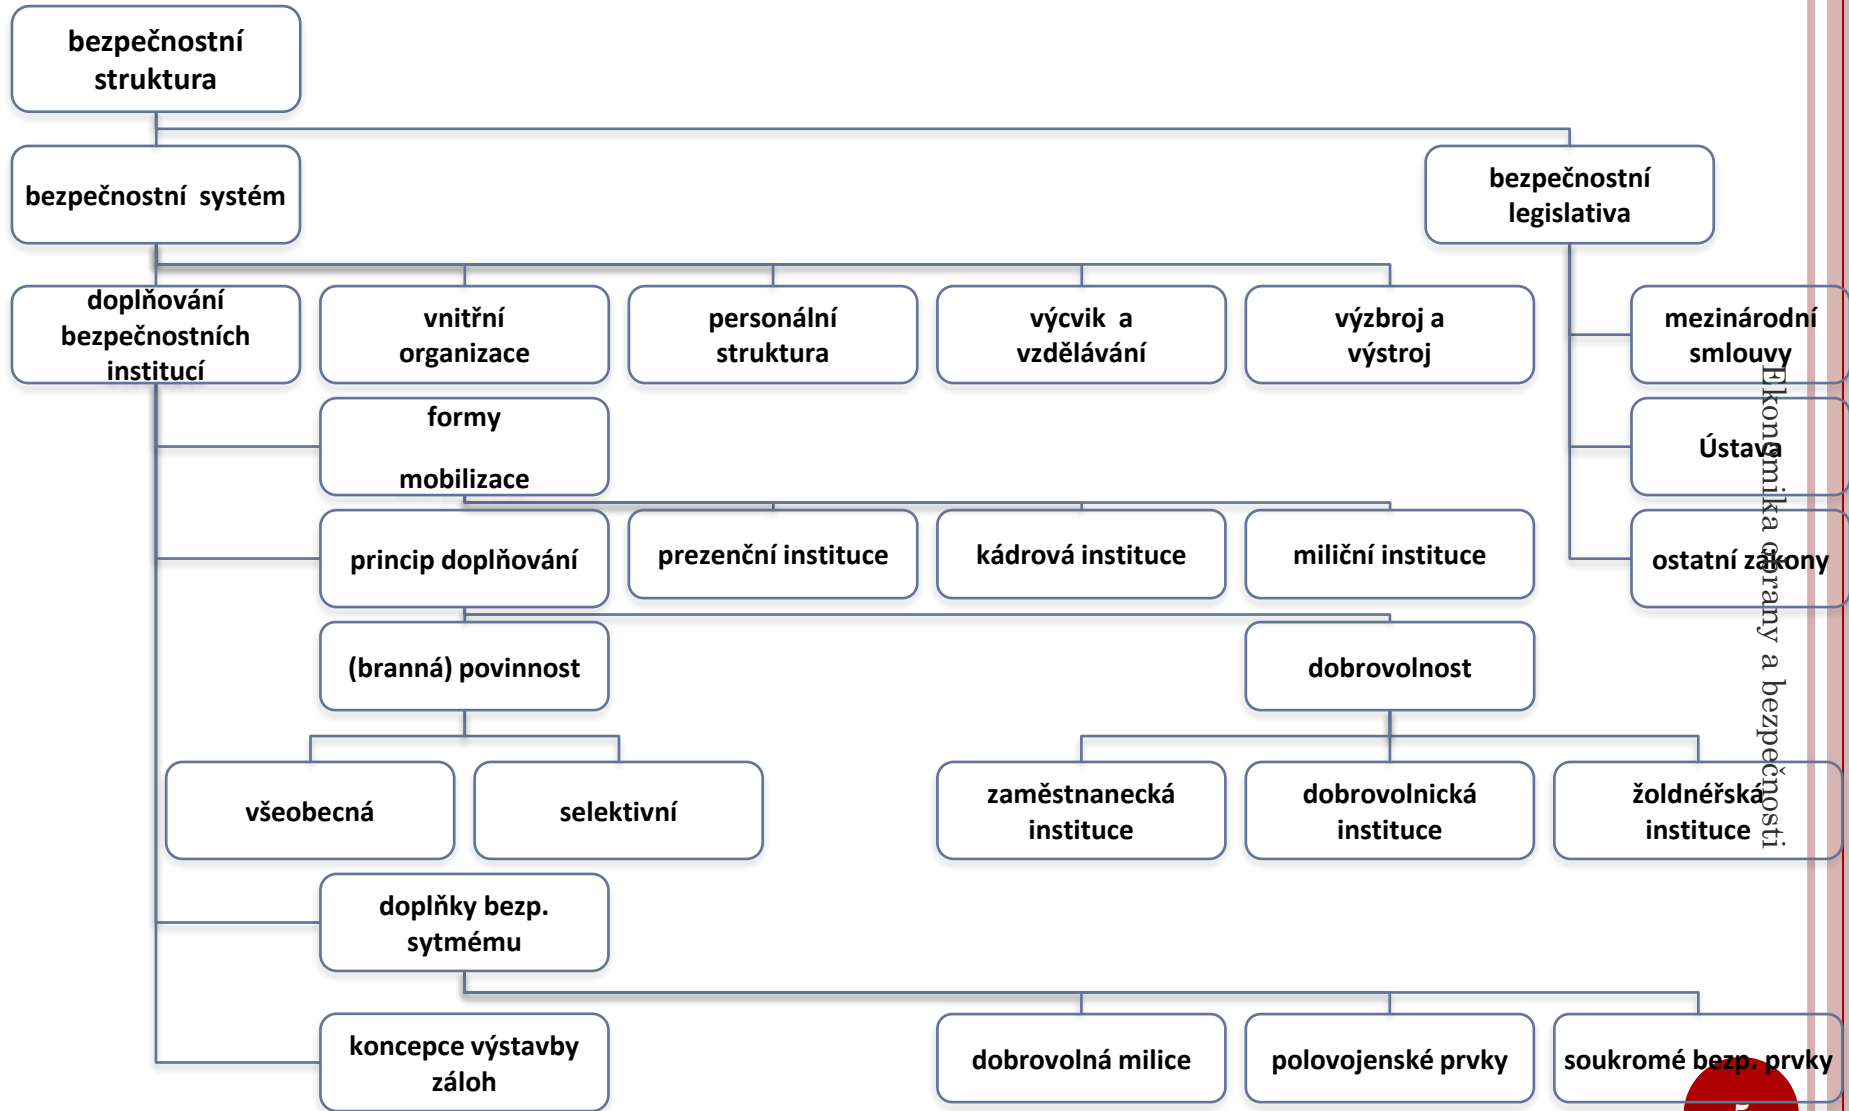 bezpečnostní
struktura
bezpečnostní systém
bezpečnostní
legislativa
doplňování
bezpečnostních
institucí
vnitřní
organizace
personální
struktura
výcvik a
vzdělávání
výzbroj a
výstroj
mezinárodní
smlouvy
formy
mobilizace
Ústava
princip doplňování
prezenční instituce
kádrová instituce
miliční instituce
ostatní zákony
(branná) povinnost
dobrovolnost
všeobecná
selektivní
zaměstnanecká
instituce
dobrovolnická
instituce
žoldnéřská
instituce
doplňky bezp.
sytmému
koncepce výstavby
záloh
dobrovolná milice
polovojenské prvky
soukromé bezp. prvky
Ekonomika obrany a bezpečnosti